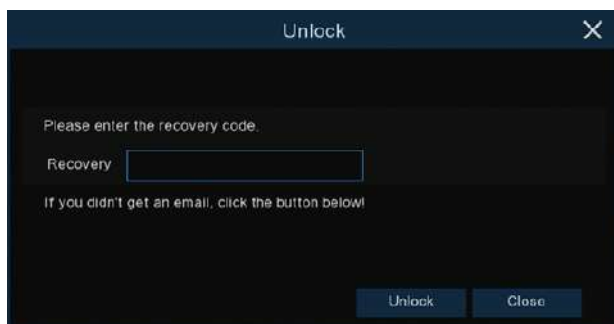 Unlock
Please enter the recovery code.
Recovery
If you didn't get an email, click the button below!
Unlock Close